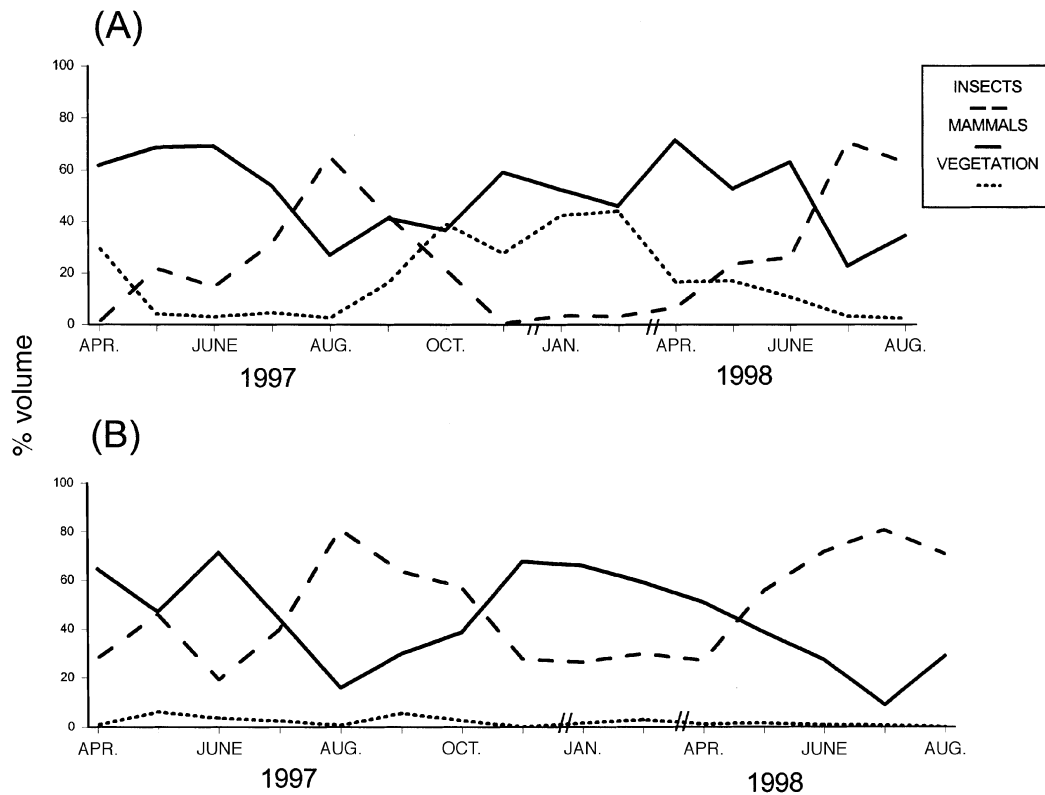 (A)
100
80
60
40
20
0
APR. JUNE AUG. OCT. JAN. APR. JUNE AUG.
1997 1998
INSECTS
MAMMALS
VEGETATION
% volume
(B)
100
80
60
40
20
0
APR. JUNE AUG. OCT. JAN. APR. JUNE AUG.
1997 1998